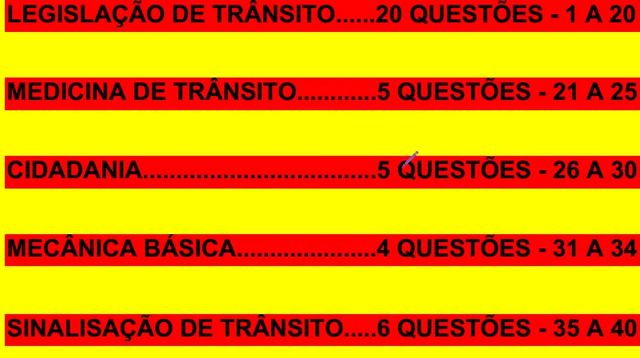 LEGISLAÇÃO DE TRÂNSITO......20 QUESTÕES - 1 A 20
MEDICINA DE TRÂNSITO............5 QUESTÕES - 21 A 25
CIDADANIA...................................5 QUESTÕES - 26 A 30
MECÂNICA BÁSICA.....................4 QUESTÕES - 31 A 34
SINALISAÇÃO DE TRÂNSITO.....6 QUESTÕES - 35 A 40